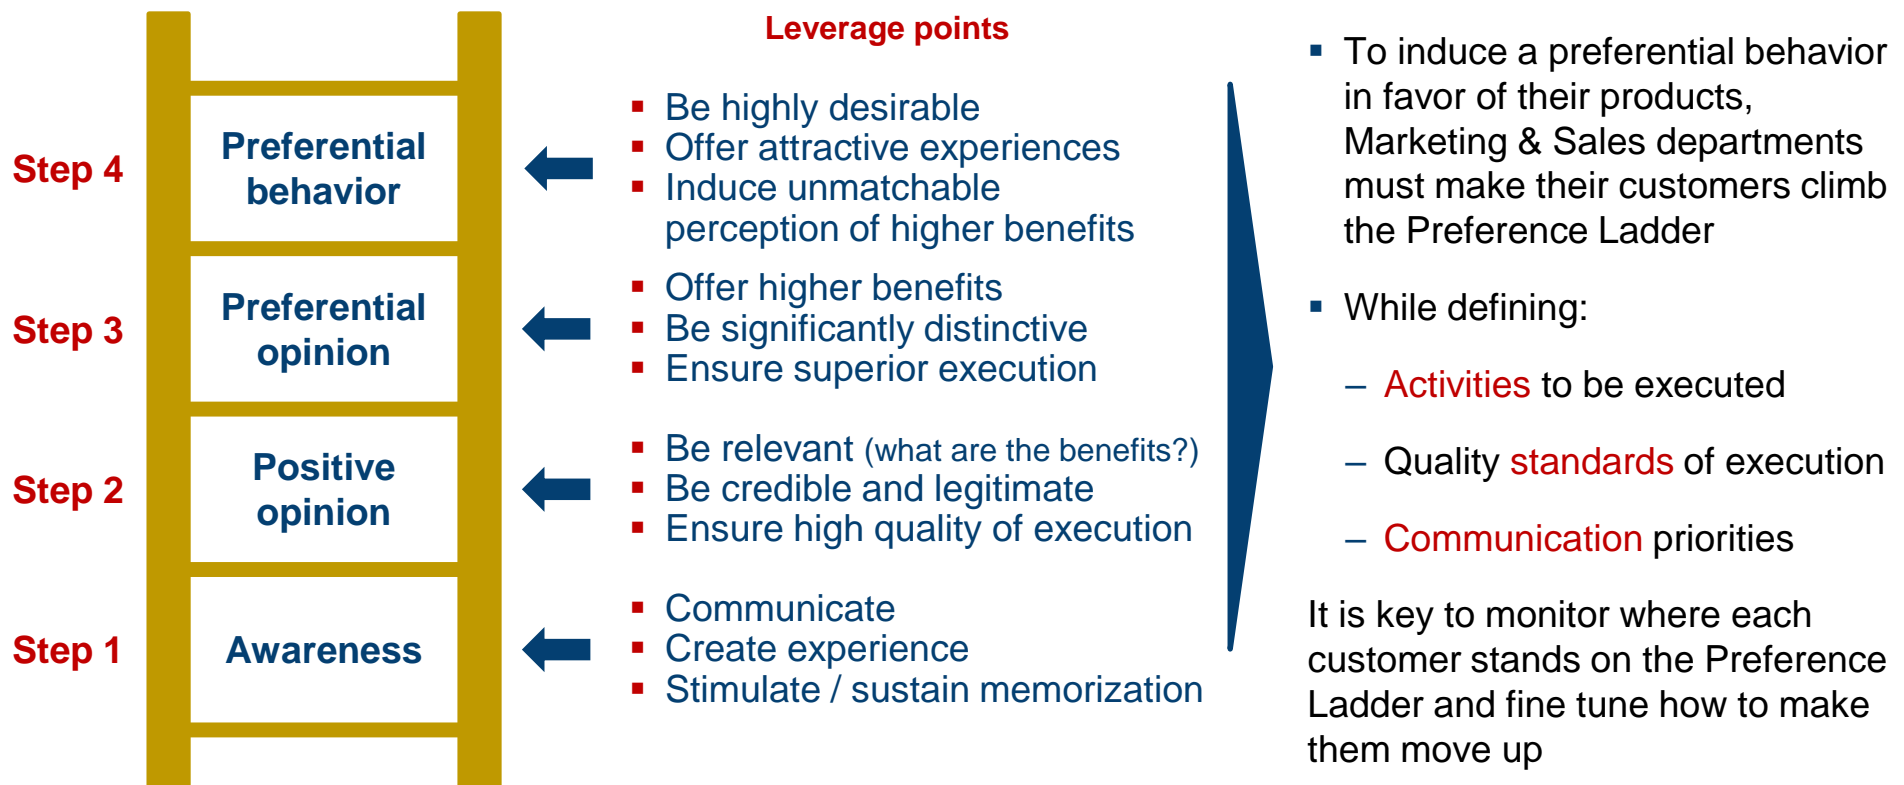 Leverage points
Step 4
Preferential
behavior
▪ Be highly desirable
▪ Offer attractive experiences
▪ Induce unmatchable
perception of higher benefits
Step 3
Preferential
opinion
▪ Offer higher benefits
▪ Be significantly distinctive
▪ Ensure superior execution
Step 2
Positive
opinion
▪ Be relevant (what are the benefits?)
▪ Be credible and legitimate
▪ Ensure high quality of execution
Step 1
Awareness
▪ Communicate
▪ Create experience
▪ Stimulate / sustain memorization
▪ To induce a preferential behavior
in favor of their products,
Marketing & Sales departments
must make their customers climb
the Preference Ladder
▪ While defining:
– Activities to be executed
– Quality standards of execution
– Communication priorities
It is key to monitor where each
customer stands on the Preference
Ladder and fine tune how to make
them move up